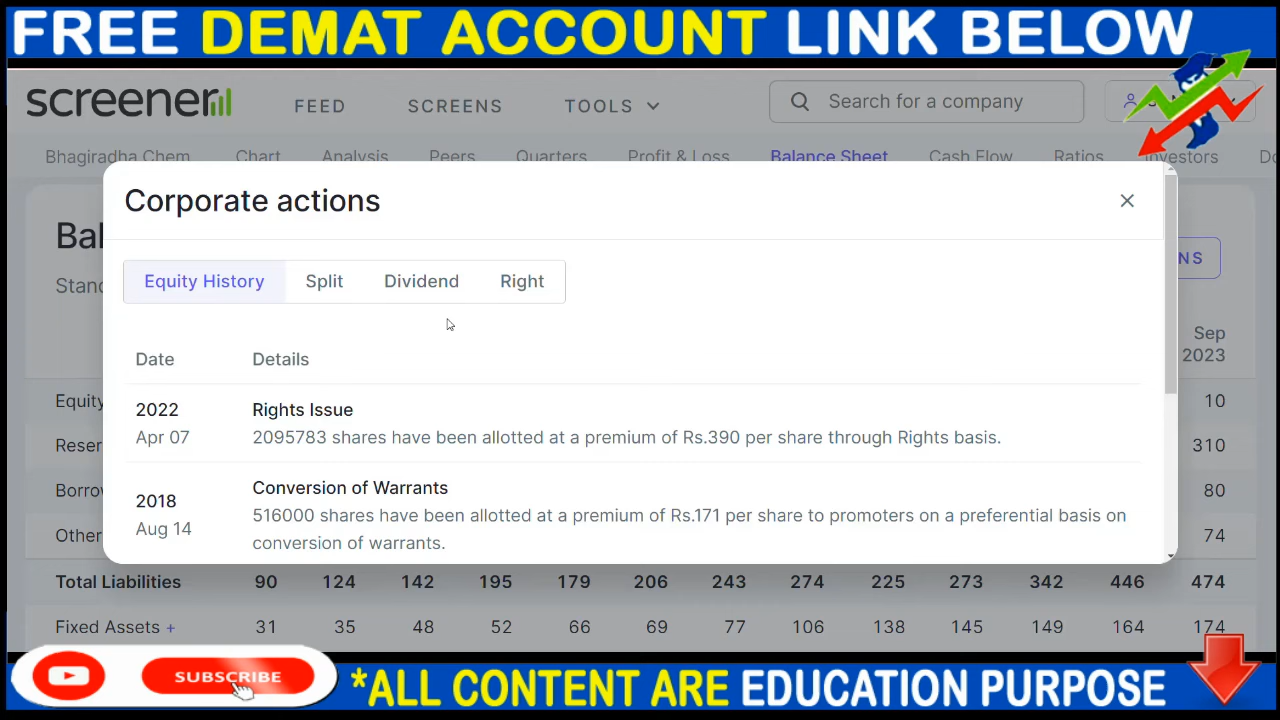 FREE DEMAT ACCOUNT LINK BELOW
screener
FEED SCREENS TOOLS
Search for a company
Bhagiradha Chem Chart Analysis Peers Quarters Profit & Loss Balance Sheet Cash Flow Ratios Investors
Corporate actions
Equity History Split Dividend Right
Sep
2023
Date Details
2022 Rights Issue
Apr 07 2095783 shares have been allotted at a premium of Rs.390 per share through Rights basis.
10
310
2018 Conversion of Warrants
Aug 14 516000 shares have been allotted at a premium of Rs.171 per share to promoters on a preferential basis on
conversion of warrants.
80
Other 74
Total Liabilities 90 124 142 195 179 206 243 274 225 273 342 446 474
Fixed Assets + 31 35 48 52 66 69 77 106 138 145 149 164 174
SUBSCRIBE
*ALL CONTENT ARE EDUCATION PURPOSE